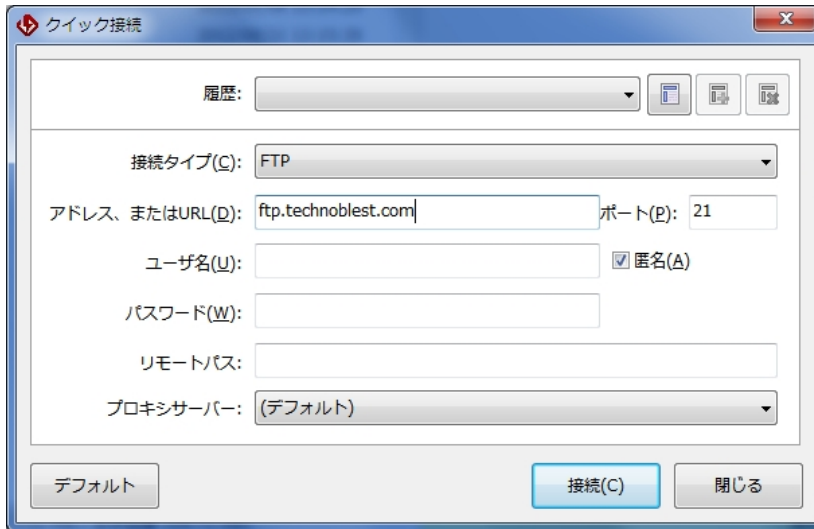 クイック接続
履歴:
接続タイプ(C): FTP
アドレス、またはURL(D): ftp.technoblest.com ポート(P): 21
ユーザ名(U): 匿名(A)
パスワード(W):
リモートパス:
プロキシサーバー: (デフォルト)
デフォルト 接続(C) 閉じる